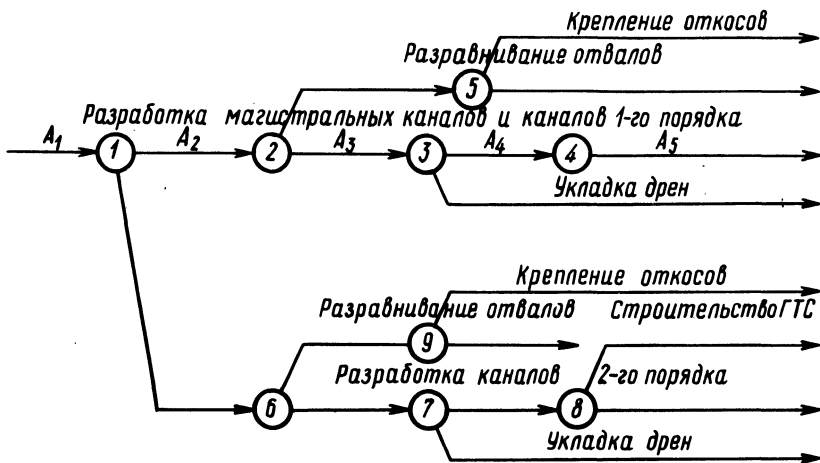 Крепление откосов
Разравнивание отвалов
5
Разработка магистральных каналов и каналов 1-го порядка
A1 1 A2 2 A3 3 A4 4 A5
Укладка дрен
Крепление откосов
Разравнивание отвалов Строительство ГТС
9
Разработка каналов 2-го порядка
6 7 8
Укладка дрен